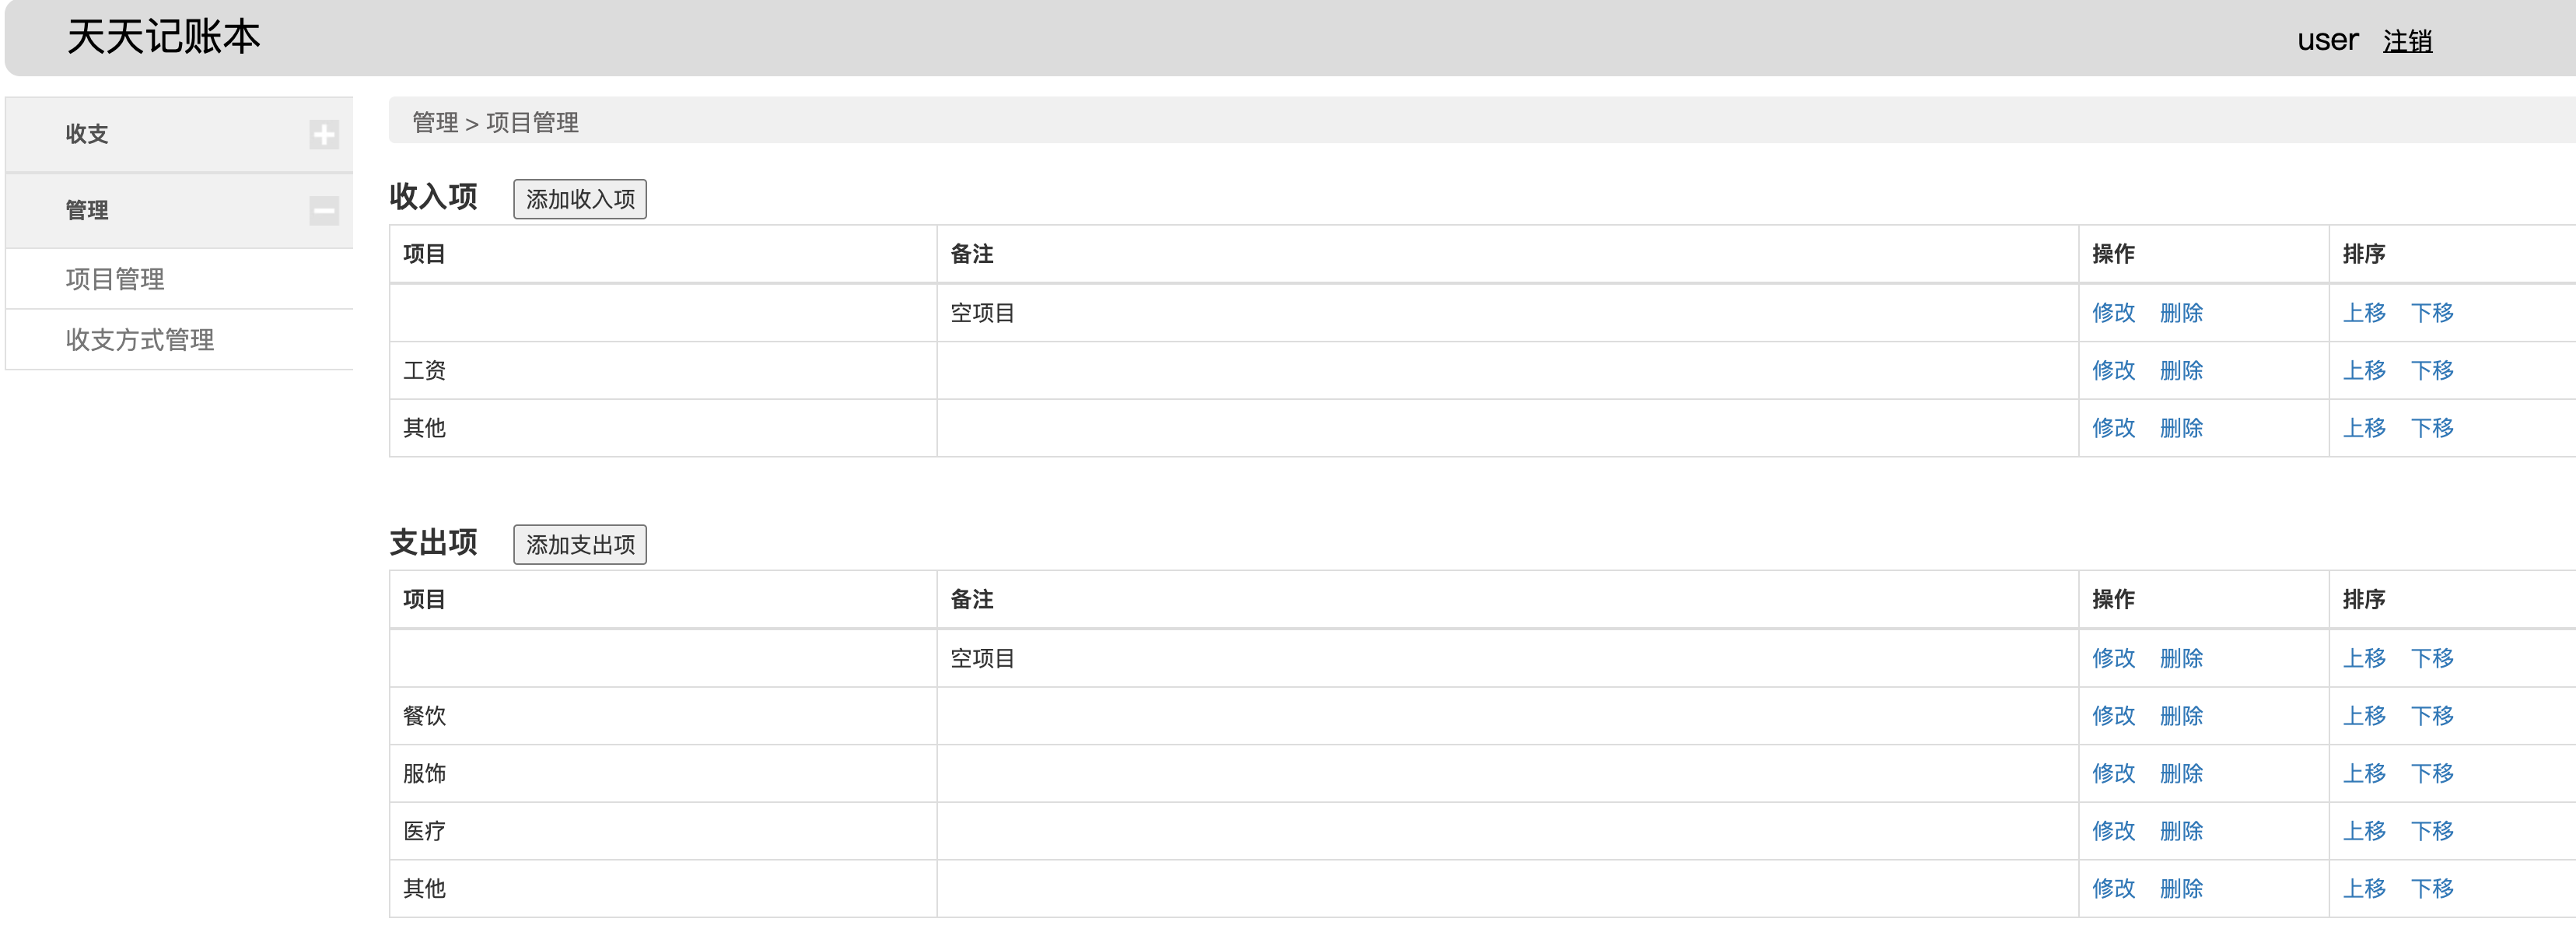 天天记账本
user 注销
收支
管理
项目管理
收支方式管理
管理 > 项目管理
收入项 添加收入项
项目 备注 操作 排序
空项目 修改 删除 上移 下移
工资 修改 删除 上移 下移
其他 修改 删除 上移 下移
支出项 添加支出项
项目 备注 操作 排序
空项目 修改 删除 上移 下移
餐饮 修改 删除 上移 下移
服饰 修改 删除 上移 下移
医疗 修改 删除 上移 下移
其他 修改 删除 上移 下移